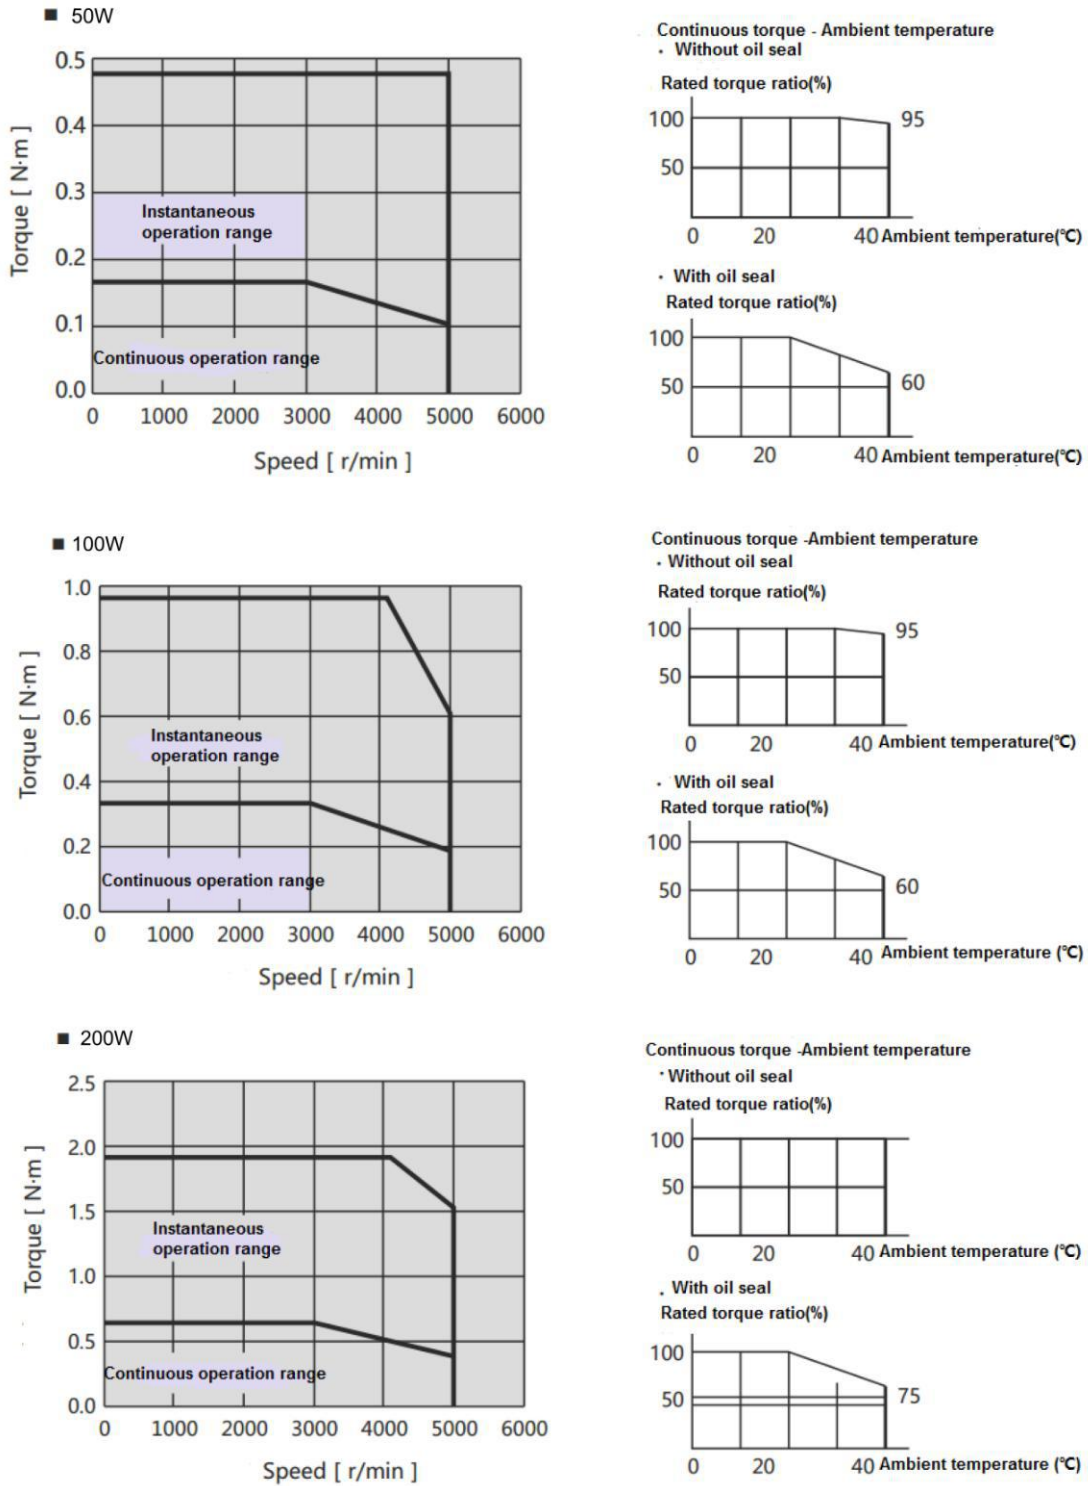 ■ 50W
0.5
0.4
0.3
0.2
0.1
0.0
Torque [ N·m ]
Instantaneous
operation range
Continuous operation range
0 1000 2000 3000 4000 5000 6000
Speed [ r/min ]
Continuous torque - Ambient temperature
· Without oil seal
Rated torque ratio(%)
100
50
95
0 20 40 Ambient temperature(℃)
· With oil seal
Rated torque ratio(%)
100
50
60
0 20 40 Ambient temperature(℃)
■ 100W
1.0
0.8
0.6
0.4
0.2
0.0
Torque [ N·m ]
Instantaneous
operation range
Continuous operation range
0 1000 2000 3000 4000 5000 6000
Speed [ r/min ]
Continuous torque -Ambient temperature
· Without oil seal
Rated torque ratio(%)
100
50
95
0 20 40 Ambient temperature(℃)
· With oil seal
Rated torque ratio(%)
100
50
60
0 20 40 Ambient temperature (℃)
■ 200W
2.5
2.0
1.5
1.0
0.5
0.0
Torque [ N·m ]
Instantaneous
operation range
Continuous operation range
0 1000 2000 3000 4000 5000 6000
Speed [ r/min ]
Continuous torque -Ambient temperature
· Without oil seal
Rated torque ratio(%)
100
50
0 20 40 Ambient temperature (℃)
· With oil seal
Rated torque ratio(%)
100
50
75
0 20 40 Ambient temperature (℃)